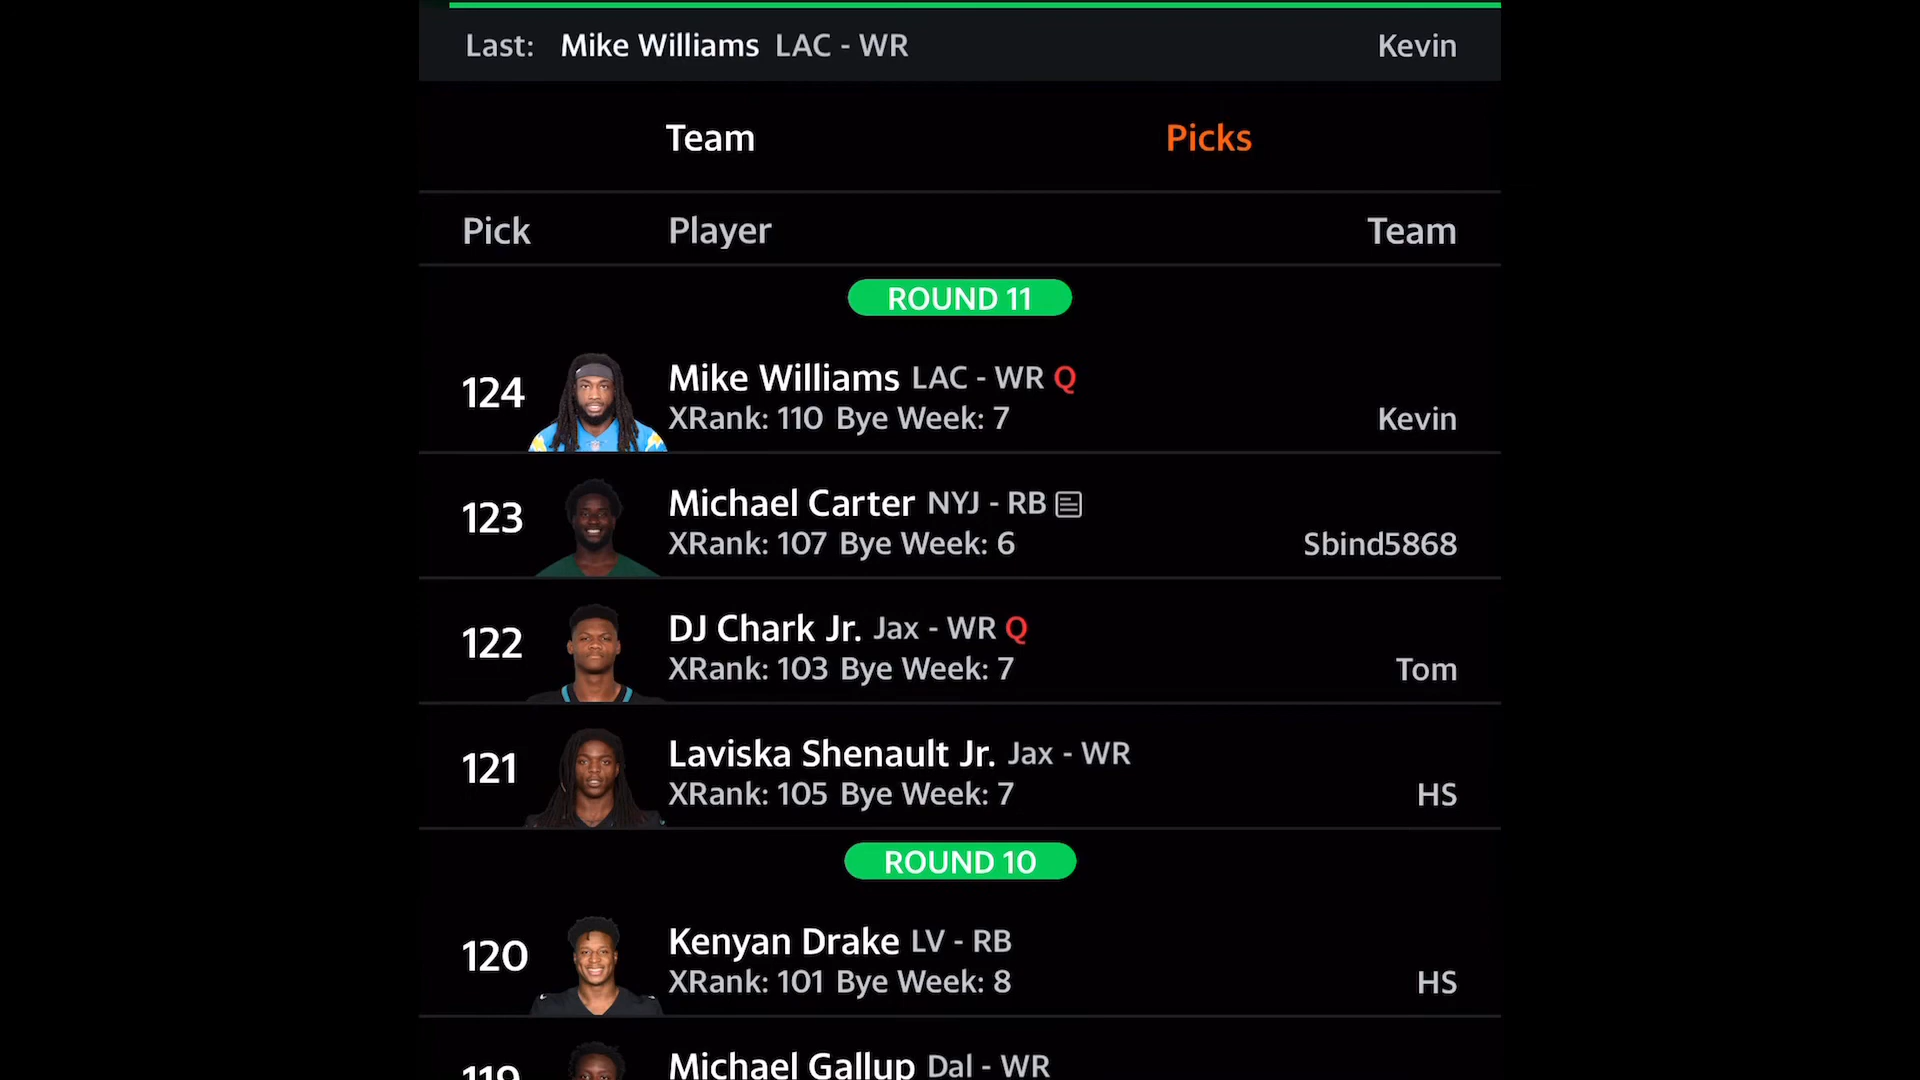 Last: Mike Williams LAC - WR Kevin
Team Picks
Pick Player Team
ROUND 11
124 Mike Williams LAC - WR Q
XRank: 110 Bye Week: 7 Kevin
123 Michael Carter NYJ - RB
XRank: 107 Bye Week: 6 Sbind5868
122 DJ Chark Jr. Jax - WR Q
XRank: 103 Bye Week: 7 Tom
121 Laviska Shenault Jr. Jax - WR
XRank: 105 Bye Week: 7 HS
ROUND 10
120 Kenyan Drake LV - RB
XRank: 101 Bye Week: 8 HS
119 Michael Gallup Dal - WR